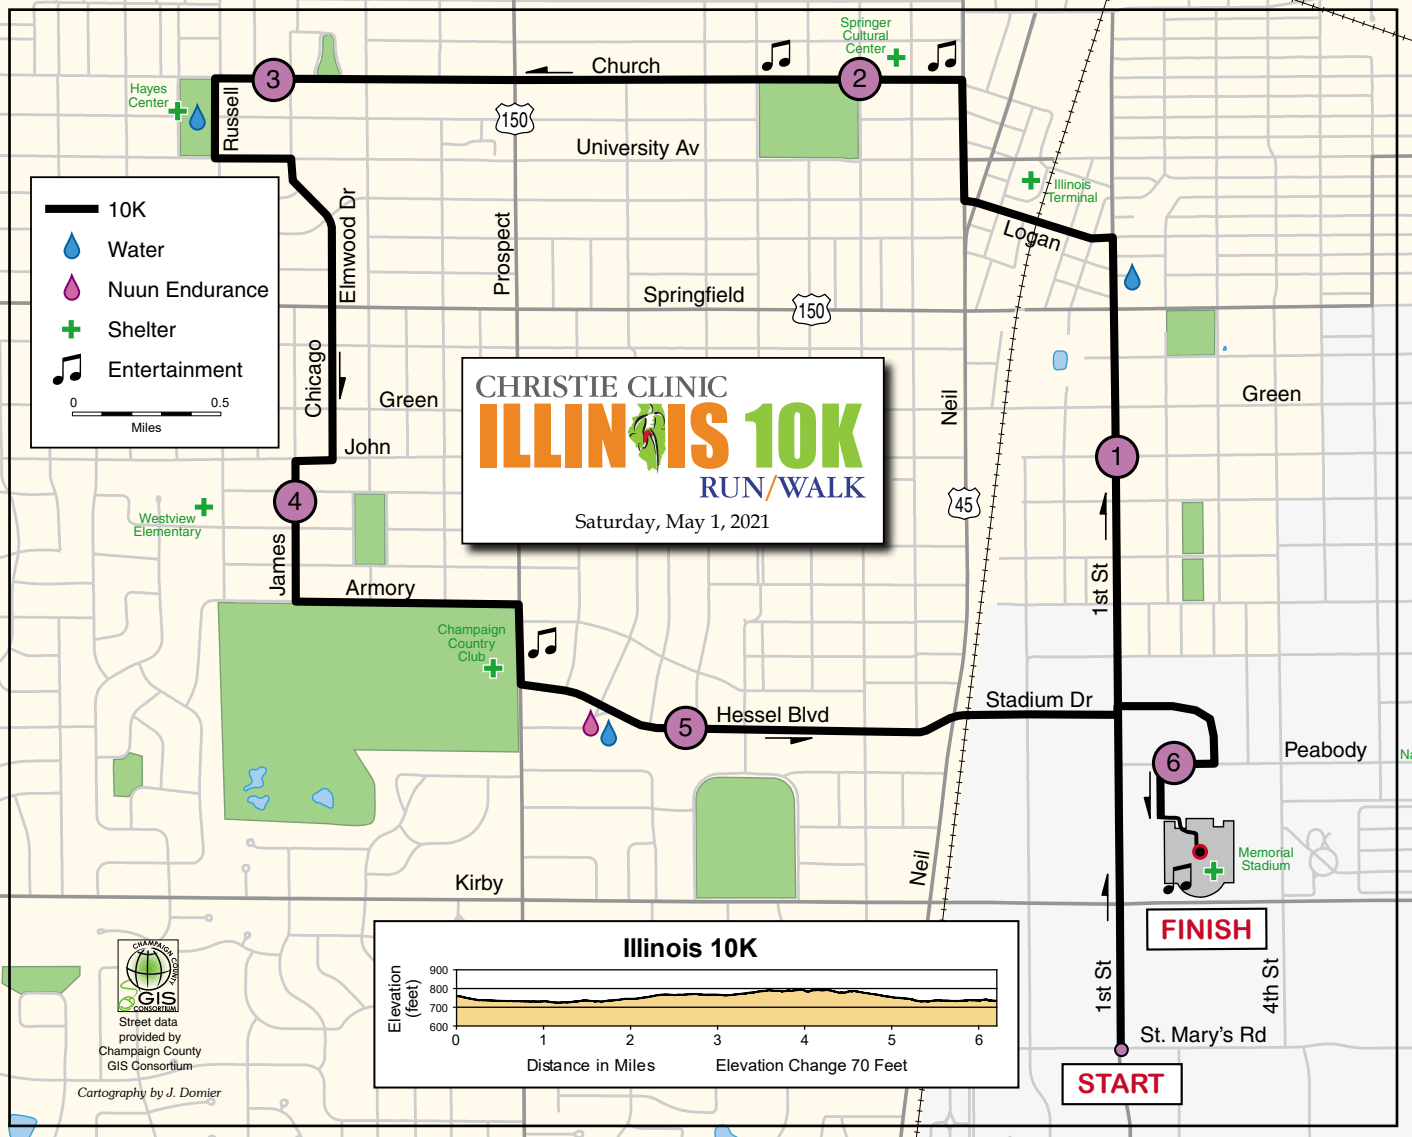 Springer
Cultural
Center
Church
2
3
Hayes
Center
Russell
150
University Av
Illinois
Terminal
Logan
10K
Water
Nuun Endurance
Shelter
Entertainment
0 0.5
Miles
Elmwood Dr
Prospect
Springfield
150
Chicago
Green
John
CHRISTIE CLINIC
ILLINOIS 10K
RUN/WALK
Saturday, May 1, 2021
Neil
45
Green
1
4
Westview
Elementary
James
Armory
1st St
Champaign
Country
Club
5
Hessel Blvd
Stadium Dr
6
Peabody
Na
Memorial
Stadium
Neil
Kirby
FINISH
1st St
4th St
St. Mary's Rd
START
CHAMPAIGN COUNTY
GIS
CONSORTIUM
Street data
provided by
Champaign County
GIS Consortium
Cartography by J. Domier
Illinois 10K
Elevation
(feet)
900
800
700
600
0 1 2 3 4 5 6
Distance in Miles Elevation Change 70 Feet